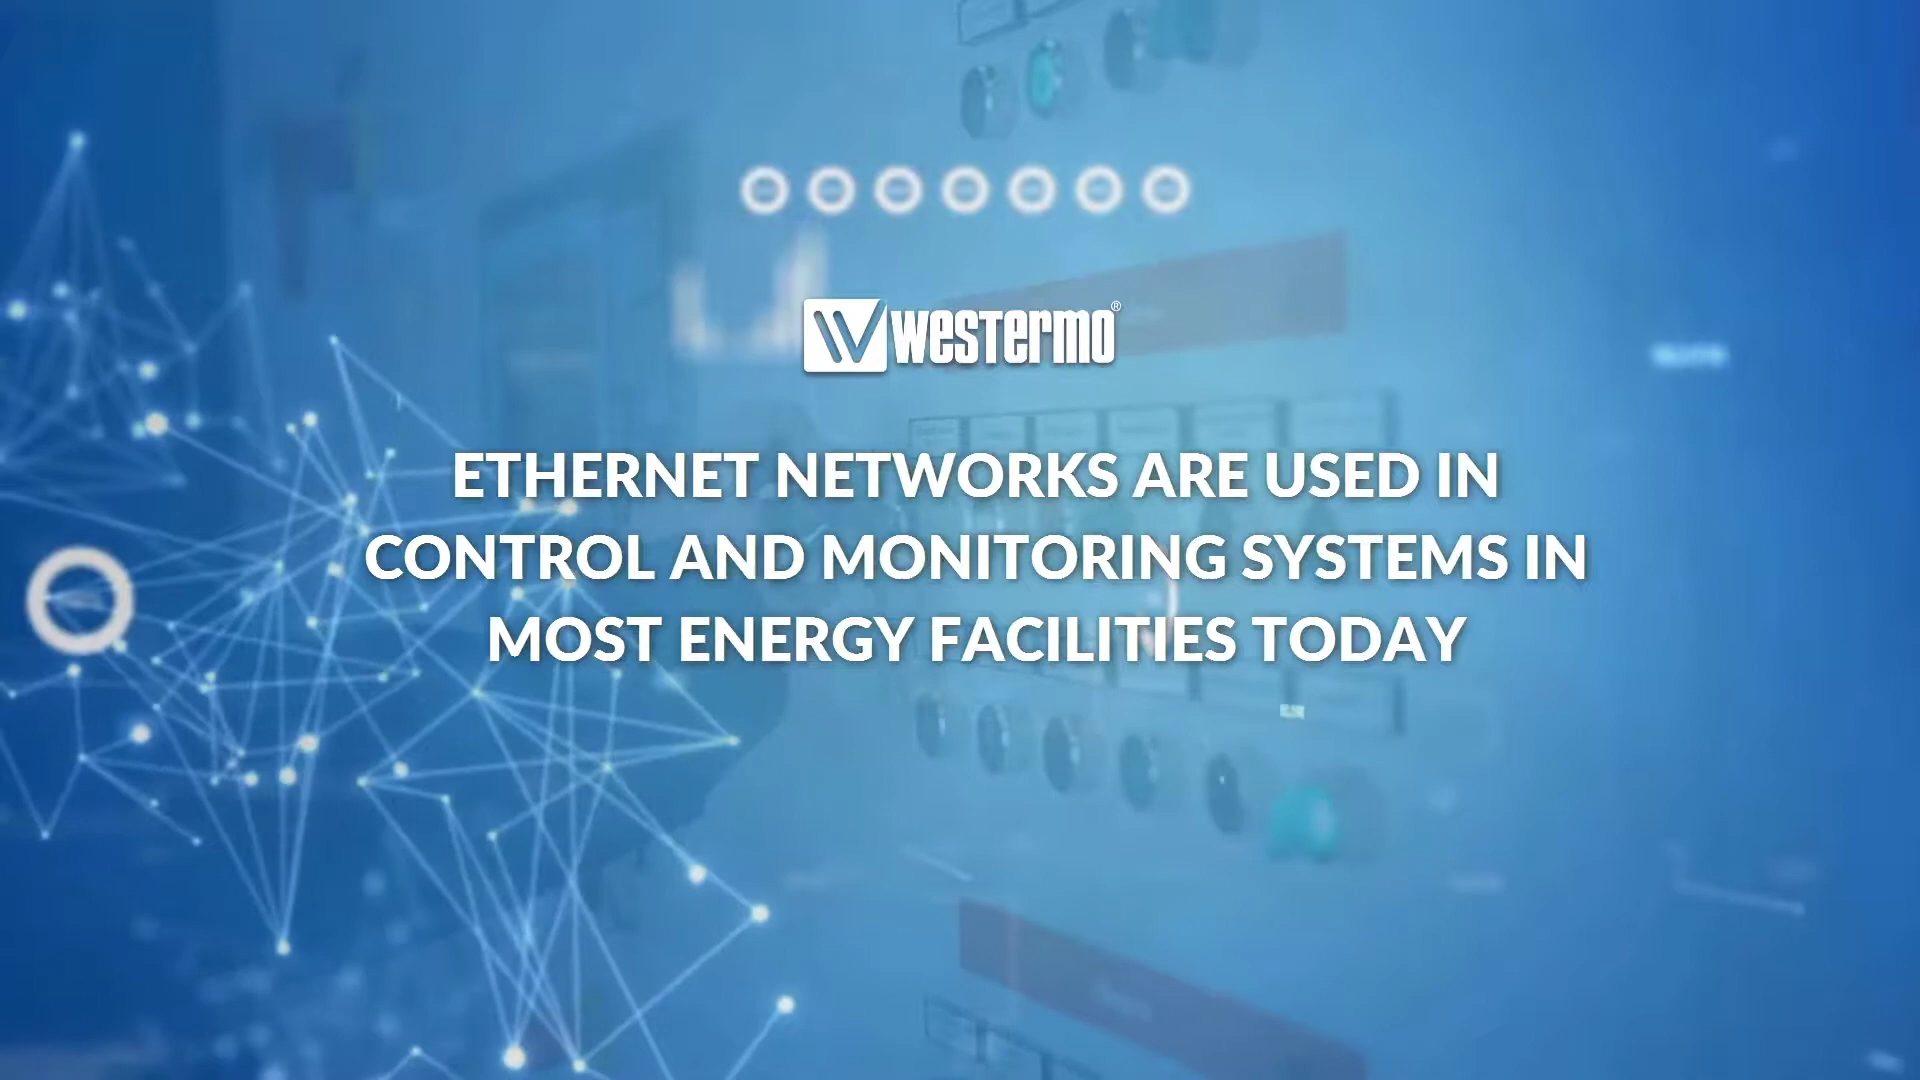 westermo®
ETHERNET NETWORKS ARE USED IN
CONTROL AND MONITORING SYSTEMS IN
MOST ENERGY FACILITIES TODAY